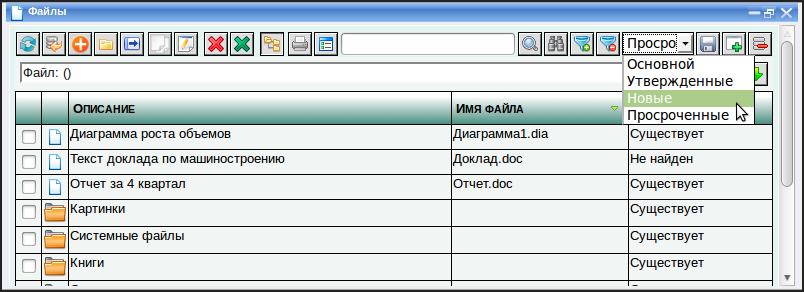 Файлы
Просро
Основной
Утвержденные
Новые
Просроченные
Файл: ()
Описание Имя файла
Диаграмма роста объемов Диаграмма1.dia Существует
Текст доклада по машиностроению Доклад.doc Не найден
Отчет за 4 квартал Отчет.doc Существует
Картинки Существует
Системные файлы Существует
Книги Существует